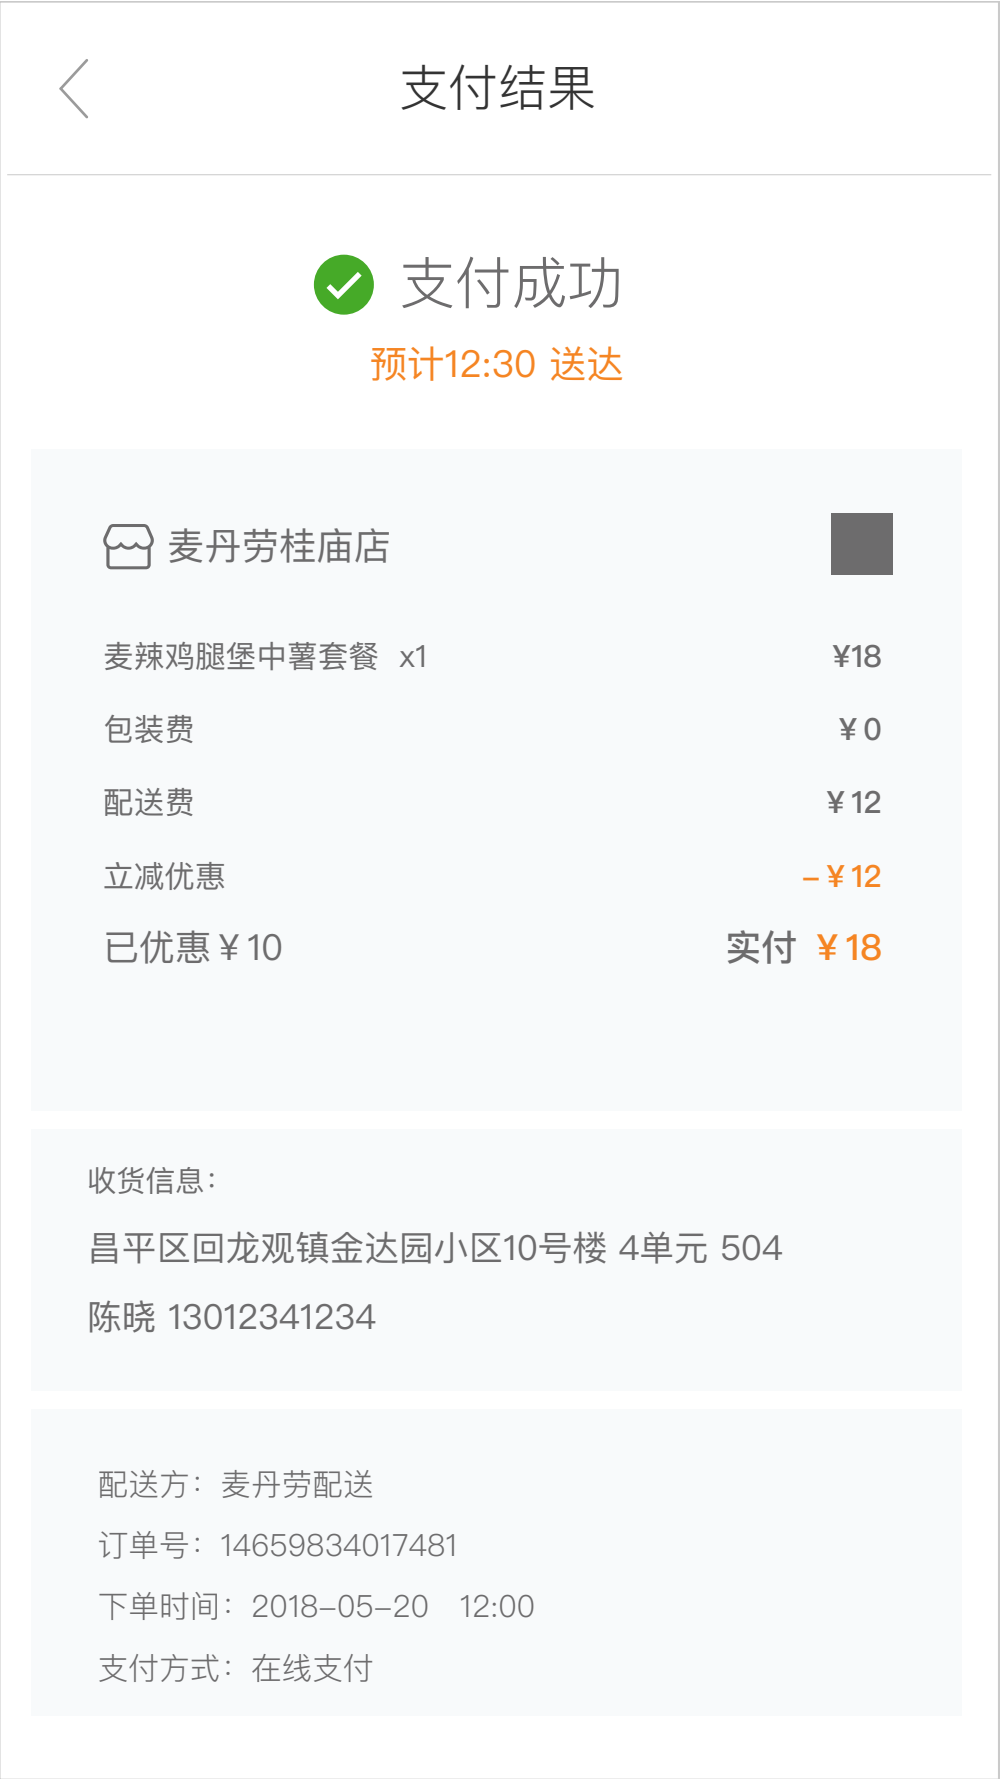 支付结果
支付成功
预计12:30 送达
麦丹劳桂庙店
麦辣鸡腿堡中薯套餐 x1 ¥18
包装费 ¥ 0
配送费 ¥ 12
立减优惠 –¥ 12
已优惠 ¥ 10 实付 ¥ 18
收货信息：
昌平区回龙观镇金达园小区10号楼 4单元 504
陈晓 13012341234
配送方：麦丹劳配送
订单号：14659834017481
下单时间：2018–05–20 12:00
支付方式：在线支付